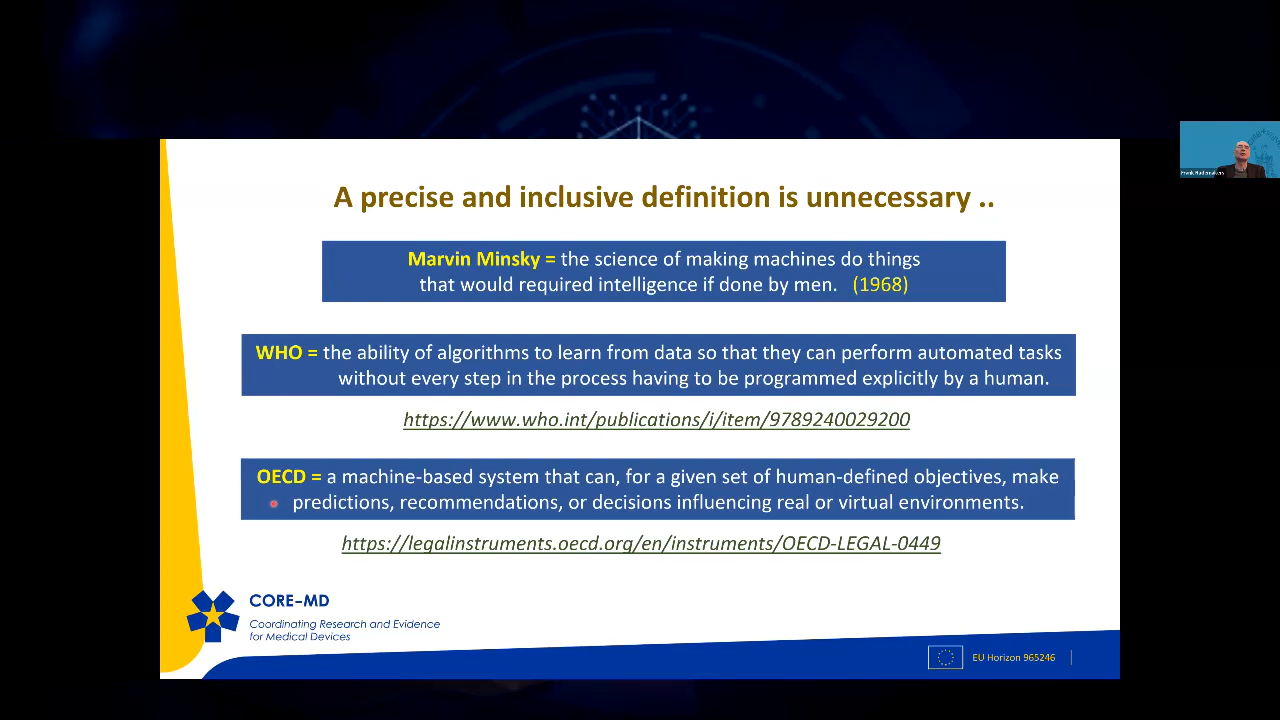 A precise and inclusive definition is unnecessary ..
Marvin Minsky = the science of making machines do things
that would required intelligence if done by men. (1968)
WHO = the ability of algorithms to learn from data so that they can perform automated tasks
without every step in the process having to be programmed explicitly by a human.
https://www.who.int/publications/i/item/9789240029200
OECD = a machine-based system that can, for a given set of human-defined objectives, make
predictions, recommendations, or decisions influencing real or virtual environments.
https://legalinstruments.oecd.org/en/instruments/OECD-LEGAL-0449
CORE–MD
Coordinating Research and Evidence
for Medical Devices
EU Horizon 965246
Frank Rademakers